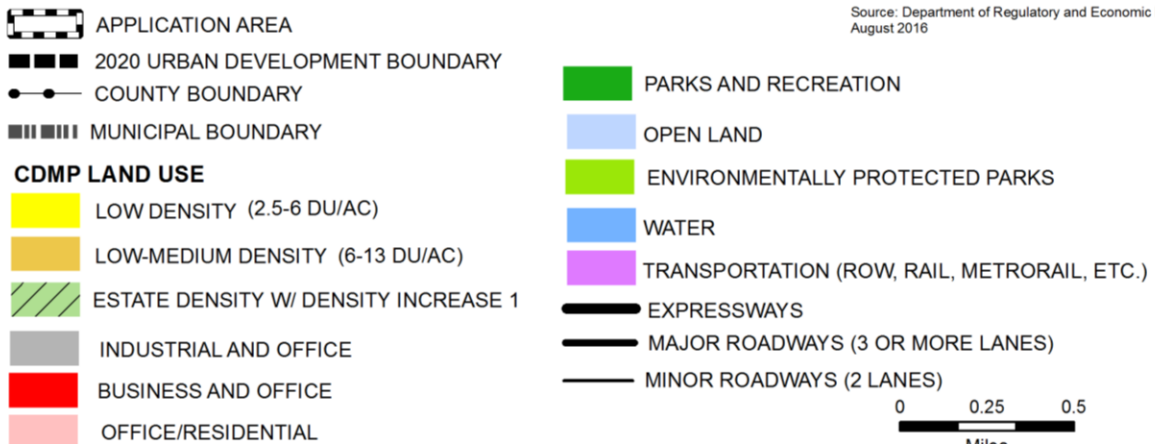 Source: Department of Regulatory and Economic
August 2016
APPLICATION AREA
2020 URBAN DEVELOPMENT BOUNDARY
COUNTY BOUNDARY
MUNICIPAL BOUNDARY
CDMP LAND USE
LOW DENSITY (2.5-6 DU/AC)
LOW-MEDIUM DENSITY (6-13 DU/AC)
ESTATE DENSITY W/ DENSITY INCREASE 1
INDUSTRIAL AND OFFICE
BUSINESS AND OFFICE
OFFICE/RESIDENTIAL
PARKS AND RECREATION
OPEN LAND
ENVIRONMENTALLY PROTECTED PARKS
WATER
TRANSPORTATION (ROW, RAIL, METRORAIL, ETC.)
EXPRESSWAYS
MAJOR ROADWAYS (3 OR MORE LANES)
MINOR ROADWAYS (2 LANES)
0 0.25 0.5
Miles